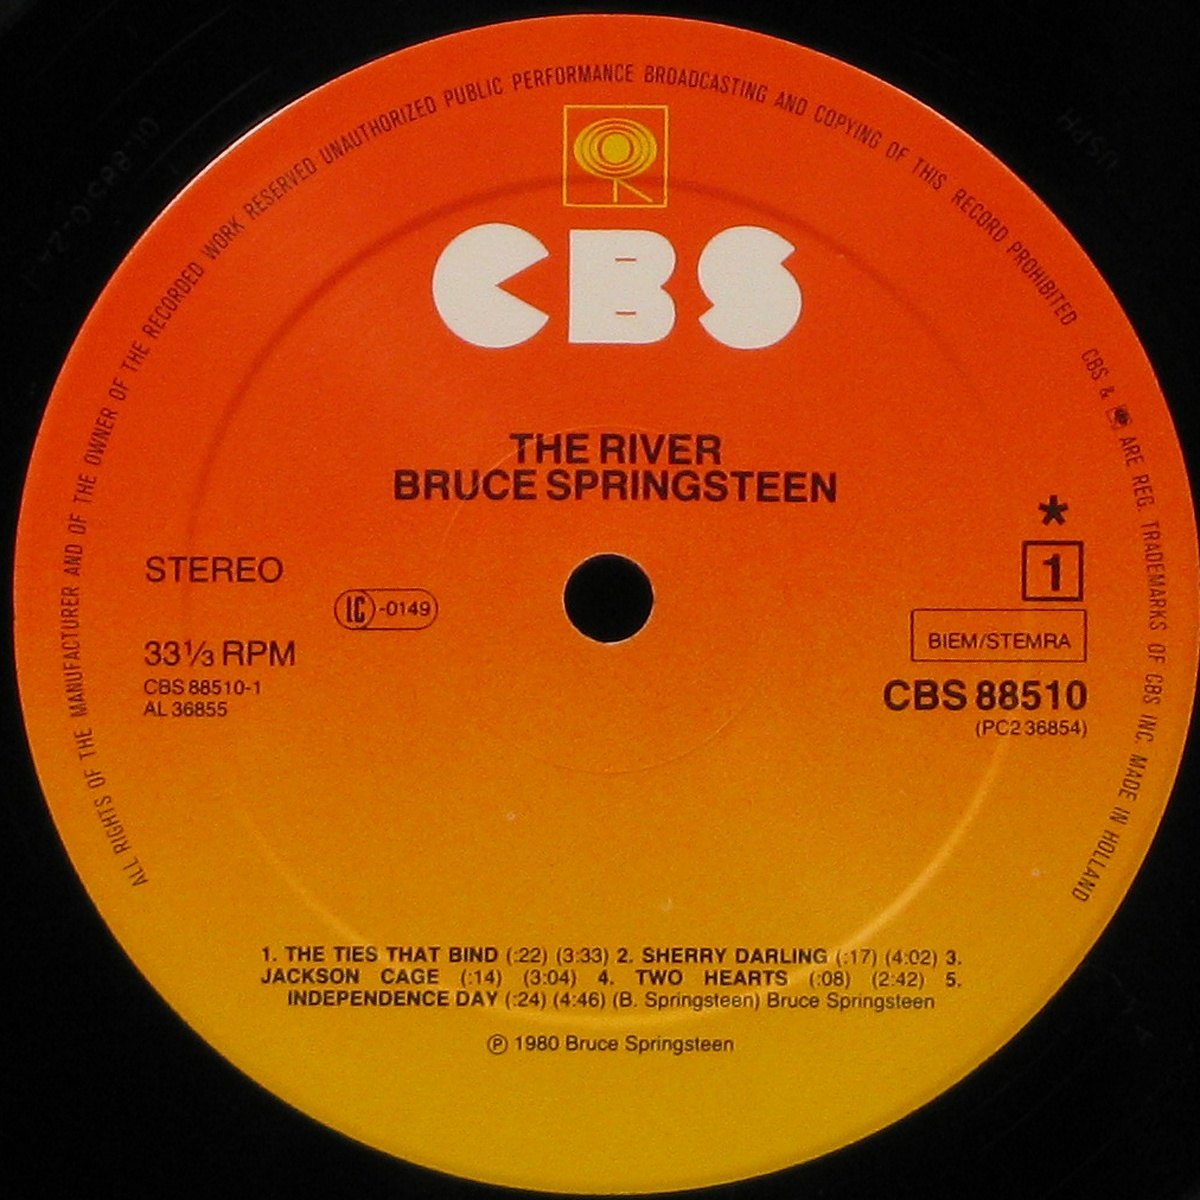 ALL RIGHTS OF THE MANUFACTURER AND OF THE OWNER OF THE RECORDED WORK RESERVED UNAUTHORIZED PUBLIC PERFORMANCE BROADCASTING AND COPYING OF THIS RECORD PROHIBITED CBS & ARE REG. TRADEMARKS OF CBS INC. MADE IN HOLLAND
CBS
THE RIVER
BRUCE SPRINGSTEEN
*
STEREO
1
LC -0149
BIEM/STEMRA
33⅓ RPM
CBS 88510-1
AL 36855
CBS 88510
(PC2 36854)
1. THE TIES THAT BIND (:22) (3:33) 2. SHERRY DARLING (:17) (4:02) 3.
JACKSON CAGE (:14) (3:04) 4. TWO HEARTS (:08) (2:42) 5.
INDEPENDENCE DAY (:24) (4:46) (B. Springsteen) Bruce Springsteen
℗ 1980 Bruce Springsteen